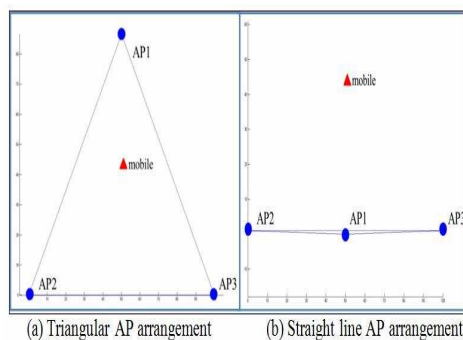 AP1
mobile
AP2 AP3
AP2 AP1 AP3
mobile
(a) Triangular AP arrangement
(b) Straight line AP arrangement